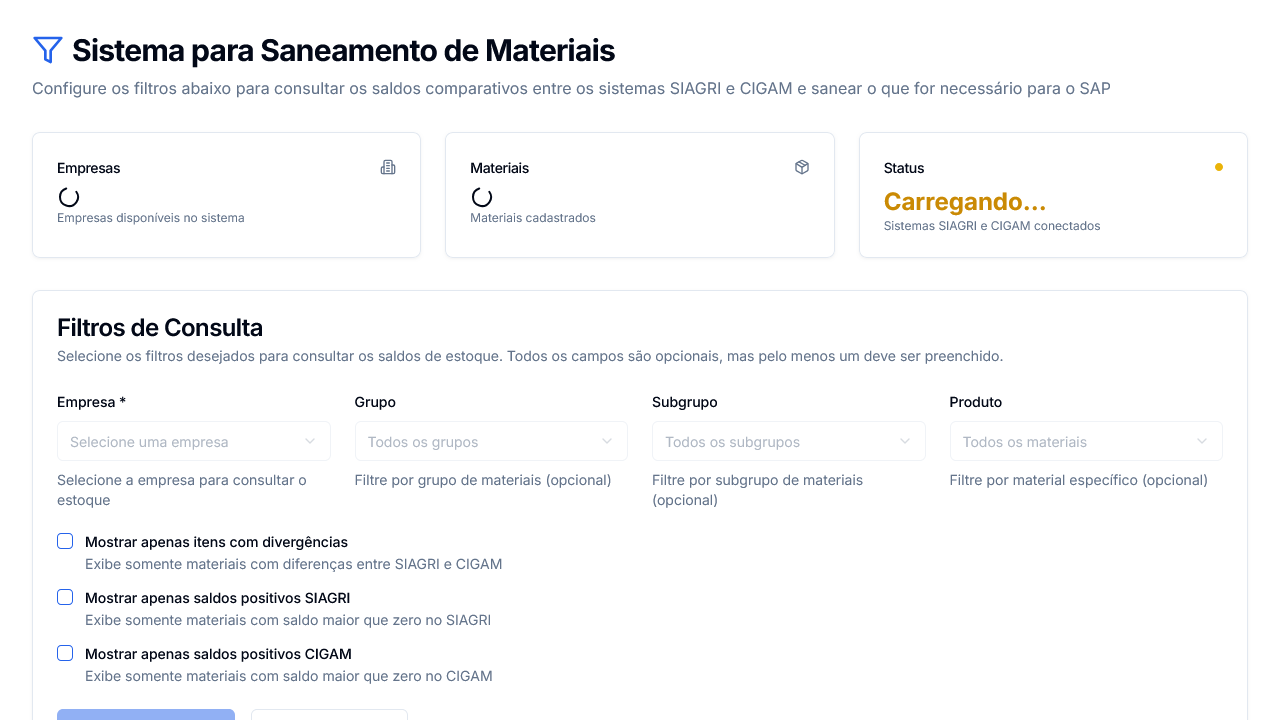 Sistema para Saneamento de Materiais
Configure os filtros abaixo para consultar os saldos comparativos entre os sistemas SIAGRI e CIGAM e sanear o que for necessário para o SAP
Empresas
Empresas disponíveis no sistema
Materiais
Materiais cadastrados
Status
Carregando...
Sistemas SIAGRI e CIGAM conectados
Filtros de Consulta
Selecione os filtros desejados para consultar os saldos de estoque. Todos os campos são opcionais, mas pelo menos um deve ser preenchido.
Empresa *
Selecione uma empresa
Selecione a empresa para consultar o
estoque
Grupo
Todos os grupos
Filtre por grupo de materiais (opcional)
Subgrupo
Todos os subgrupos
Filtre por subgrupo de materiais
(opcional)
Produto
Todos os materiais
Filtre por material específico (opcional)
Mostrar apenas itens com divergências
Exibe somente materiais com diferenças entre SIAGRI e CIGAM
Mostrar apenas saldos positivos SIAGRI
Exibe somente materiais com saldo maior que zero no SIAGRI
Mostrar apenas saldos positivos CIGAM
Exibe somente materiais com saldo maior que zero no CIGAM